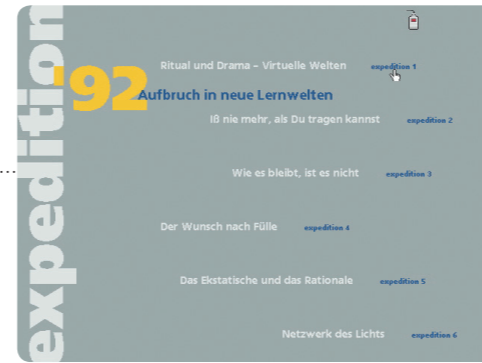 expedition
'92
Ritual und Drama – Virtuelle Welten expedition 1
Aufbruch in neue Lernwelten
Iß nie mehr, als Du tragen kannst expedition 2
Wie es bleibt, ist es nicht expedition 3
Der Wunsch nach Fülle expedition 4
Das Ekstatische und das Rationale expedition 5
Netzwerk des Lichts expedition 6